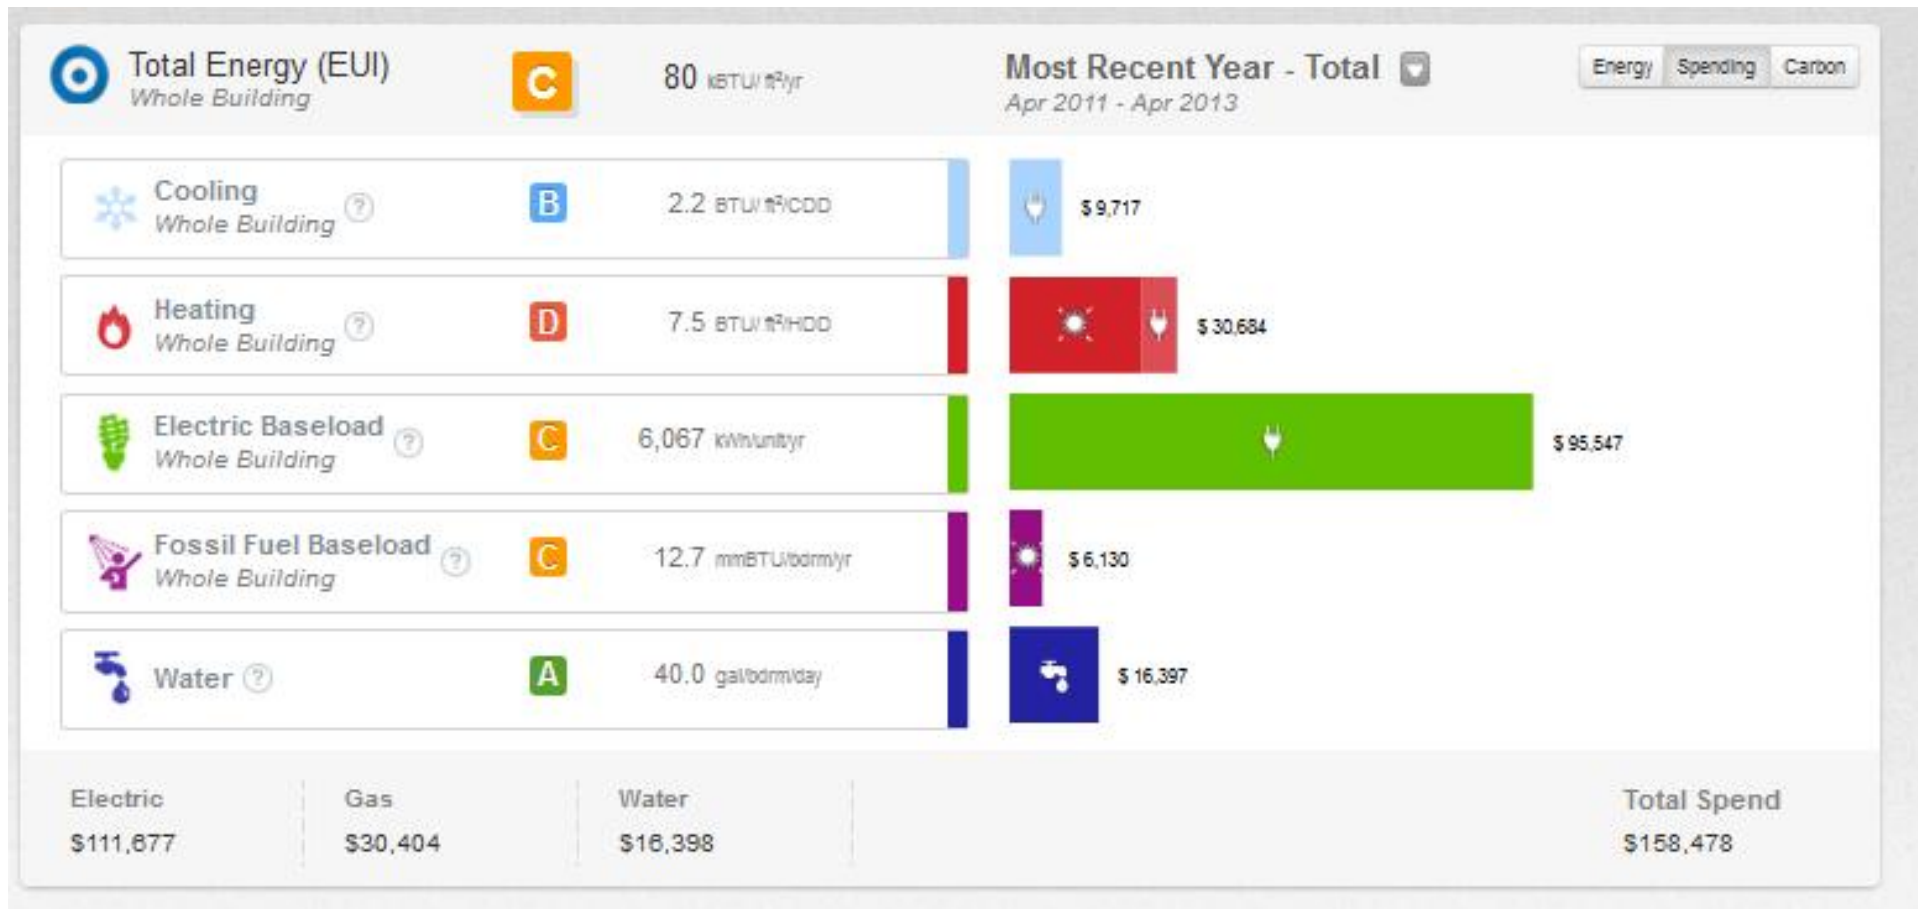 Total Energy (EUI)
Whole Building
C
80 kBTU/ft²/yr
Most Recent Year - Total
Apr 2011 - Apr 2013
Energy Spending Carbon
Cooling
Whole Building
?
B
2.2 BTU/ft²/CDD
$ 9,717
Heating
Whole Building
?
D
7.5 BTU/ft²/HDD
$ 30,684
Electric Baseload
Whole Building
?
C
6,067 kWh/unit/yr
$ 95,547
Fossil Fuel Baseload
Whole Building
?
C
12.7 mmBTU/bdrm/yr
$ 6,130
Water ?
A
40.0 gal/bdrm/day
$ 16,397
Electric
$111,677
Gas
$30,404
Water
$16,398
Total Spend
$158,478